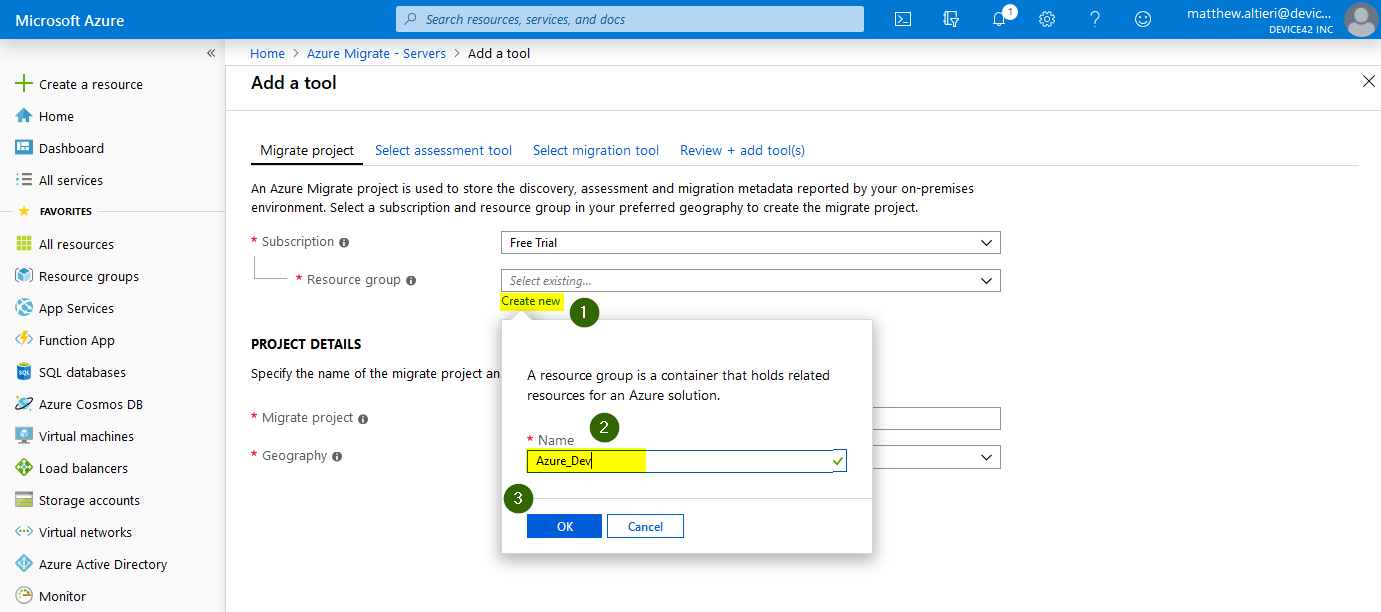 Microsoft Azure
Search resources, services, and docs
1
matthew.altieri@devic...
DEVICE42 INC
«
Create a resource
Home
Dashboard
All services
FAVORITES
All resources
Resource groups
App Services
Function App
SQL databases
Azure Cosmos DB
Virtual machines
Load balancers
Storage accounts
Virtual networks
Azure Active Directory
Monitor
Home > Azure Migrate - Servers > Add a tool
Add a tool
Migrate project Select assessment tool Select migration tool Review + add tool(s)
An Azure Migrate project is used to store the discovery, assessment and migration metadata reported by your on-premises
environment. Select a subscription and resource group in your preferred geography to create the migrate project.
* Subscription
Free Trial
* Resource group
Select existing...
Create new
1
PROJECT DETAILS
Specify the name of the migrate project an
* Migrate project
* Geography
A resource group is a container that holds related
resources for an Azure solution.
2
* Name
Azure_Dev
3
OK Cancel